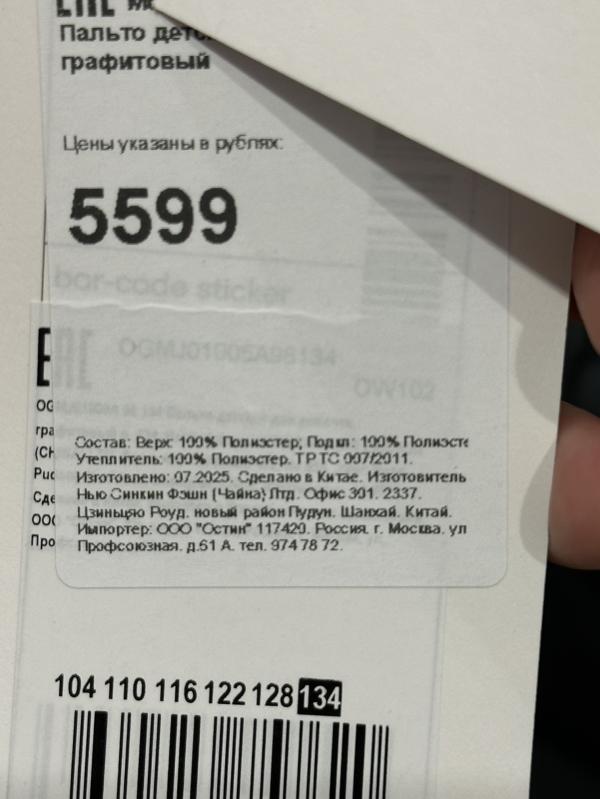 Пальто
графитовый
Цены указаны в рублях:
5599
bar-code sticker
OGMJ01005A98134
OW102
Состав: Верх: 100% Полиэстер; Подкл: 100% Полиэсте
Утеплитель: 100% Полиэстер. ТР ТС 007/2011.
Изготовлено: 07.2025. Сделано в Китае. Изготовитель
Нью Синкин Фэшн (Чайна) Лтд. Офис 301. 2337.
Цзиньцяо Роуд. новый район Пудун. Шанхай. Китай.
Импортер: ООО "Остин" 117420. Россия. г. Москва. ул
Профсоюзная. д.61 А. тел. 974 78 72.
104 110 116 122 128 134